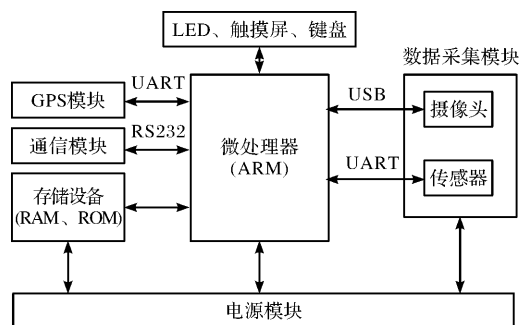 LED、触摸屏、键盘
数据采集模块
UART
GPS模块
USB
摄像头
RS232
通信模块
微处理器
(ARM)
UART
传感器
存储设备
(RAM、ROM)
电源模块